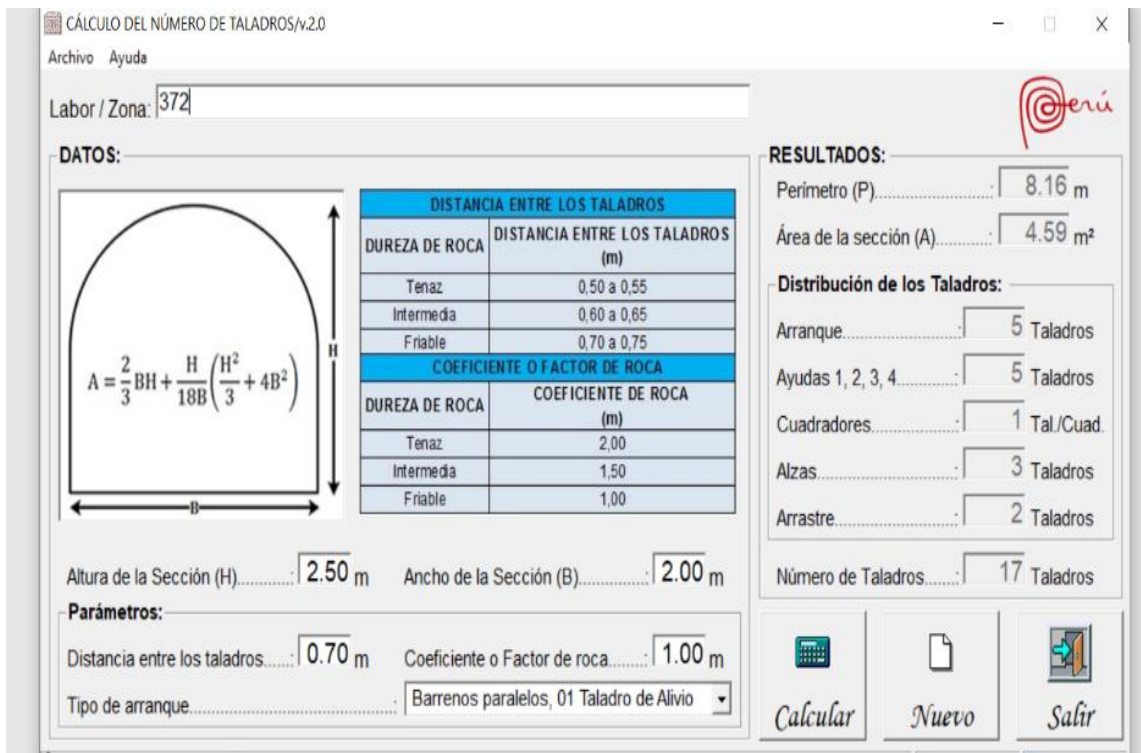 CÁLCULO DEL NÚMERO DE TALADROS/v.2.0
Archivo Ayuda
Labor / Zona: 372
Perú
DATOS:
A = 2/3 BH + H/18B (H²/3 + 4B²)
H
B
DISTANCIA ENTRE LOS TALADROS
DUREZA DE ROCA DISTANCIA ENTRE LOS TALADROS (m)
Tenaz 0,50 a 0,55
Intermedia 0,60 a 0,65
Friable 0,70 a 0,75
COEFICIENTE O FACTOR DE ROCA
DUREZA DE ROCA COEFICIENTE DE ROCA (m)
Tenaz 2,00
Intermedia 1,50
Friable 1,00
Altura de la Sección (H)............: 2.50 m Ancho de la Sección (B)..............: 2.00 m
Parámetros:
Distancia entre los taladros......: 0.70 m Coeficiente o Factor de roca........: 1.00 m
Tipo de arranque..................................................: Barrenos paralelos, 01 Taladro de Alivio
RESULTADOS:
Perímetro (P).........................: 8.16 m
Área de la sección (A)............: 4.59 m²
Distribución de los Taladros:
Arranque...........................: 5 Taladros
Ayudas 1, 2, 3, 4..............: 5 Taladros
Cuadradores...................: 1 Tal./Cuad.
Alzas...............................: 3 Taladros
Arrastre...........................: 2 Taladros
Número de Taladros.......: 17 Taladros
Calcular
Nuevo
Salir